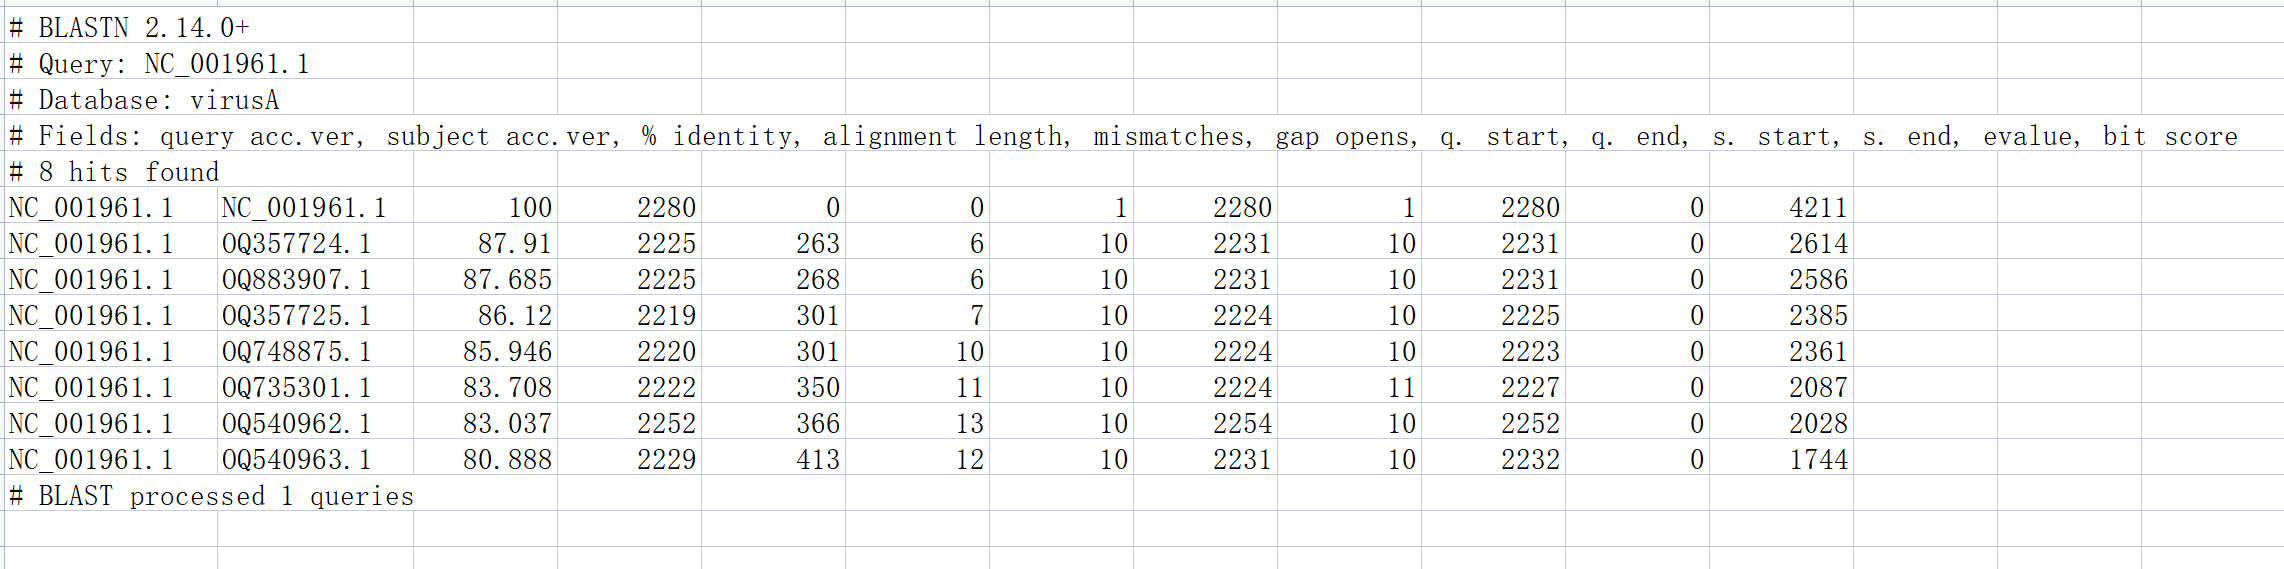 # BLASTN 2.14.0+
# Query: NC_001961.1
# Database: virusA
# Fields: query acc.ver, subject acc.ver, % identity, alignment length, mismatches, gap opens, q. start, q. end, s. start, s. end, evalue, bit score
# 8 hits found
NC_001961.1 NC_001961.1 100 2280 0 0 1 2280 1 2280 0 4211
NC_001961.1 OQ357724.1 87.91 2225 263 6 10 2231 10 2231 0 2614
NC_001961.1 OQ883907.1 87.685 2225 268 6 10 2231 10 2231 0 2586
NC_001961.1 OQ357725.1 86.12 2219 301 7 10 2224 10 2225 0 2385
NC_001961.1 OQ748875.1 85.946 2220 301 10 10 2224 10 2223 0 2361
NC_001961.1 OQ735301.1 83.708 2222 350 11 10 2224 11 2227 0 2087
NC_001961.1 OQ540962.1 83.037 2252 366 13 10 2254 10 2252 0 2028
NC_001961.1 OQ540963.1 80.888 2229 413 12 10 2231 10 2232 0 1744
# BLAST processed 1 queries